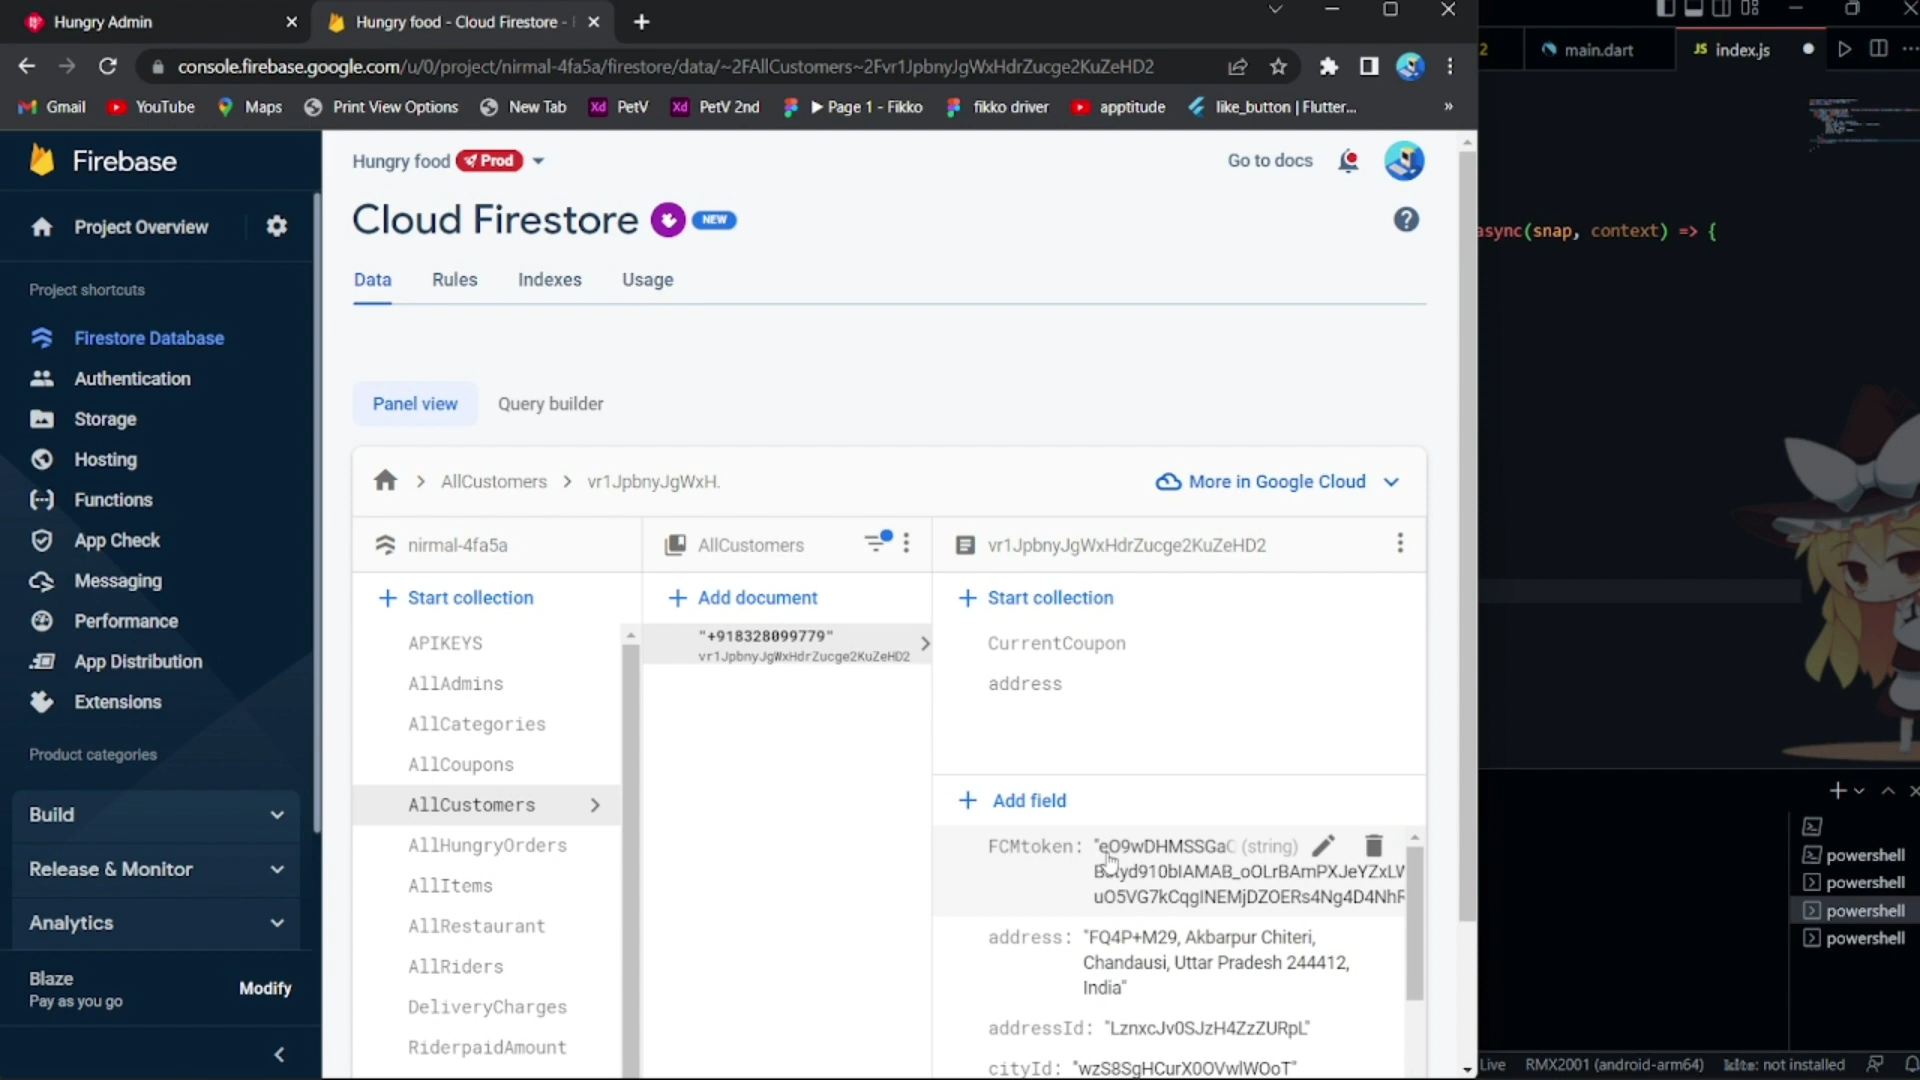 Hungry Admin
Hungry food - Cloud Firestore -
2
main.dart
JS index.js
console.firebase.google.com/u/0/project/nirmal-4fa5a/firestore/data/~2FAllCustomers~2Fvr1JpbnyJgWxHdrZucge2KuZeHD2
Gmail
YouTube
Maps
Print View Options
New Tab
Xd PetV
Xd PetV 2nd
▶ Page 1 - Fikko
fikko driver
apptitude
like_button | Flutter...
»
Firebase
Hungry food Prod
Go to docs
Cloud Firestore NEW
Project Overview
async(snap, context) => {
Data
Rules
Indexes
Usage
Project shortcuts
Firestore Database
Authentication
Storage
Hosting
Functions
App Check
Messaging
Performance
App Distribution
Extensions
Product categories
Build
Release & Monitor
Analytics
Blaze
Pay as you go
Modify
Panel view
Query builder
AllCustomers > vr1JpbnyJgWxH.
More in Google Cloud
nirmal-4fa5a
AllCustomers
vr1JpbnyJgWxHdrZucge2KuZeHD2
+ Start collection
+ Add document
+ Start collection
APIKEYS
AllAdmins
AllCategories
AllCoupons
AllCustomers
AllHungryOrders
AllItems
AllRestaurant
AllRiders
DeliveryCharges
RiderpaidAmount
"+918328099779"
vr1JpbnyJgWxHdrZucge2KuZeHD2
CurrentCoupon
address
+ Add field
FCMtoken: "eO9wDHMSSGaC (string)
uO5VG7kCqgINEMjDZOERs4Ng4D4NhF
address: "FQ4P+M29, Akbarpur Chiteri,
Chandausi, Uttar Pradesh 244412,
India"
addressId: "LznxcJv0SJzH4ZzZURpL"
cityId: "wzS8SgHCurX0OVwlWOoT"
powershell
powershell
powershell
powershell
Live
RMX2001 (android-arm64)
not installed